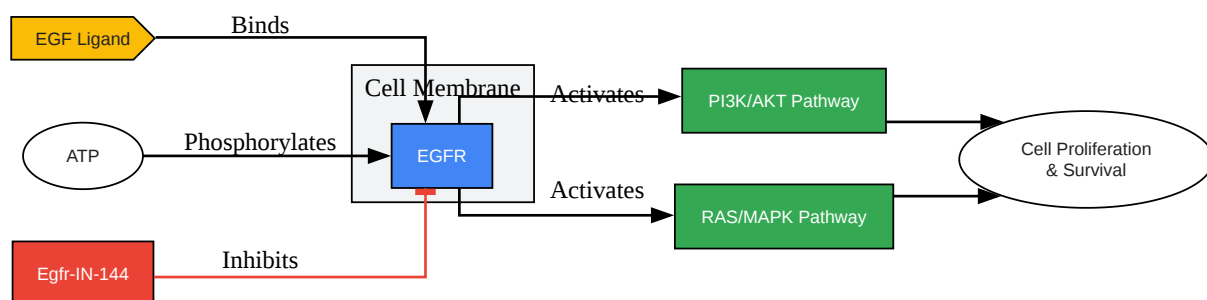 EGF Ligand
Binds
Cell Membrane
Activates
PI3K/AKT Pathway
ATP
Phosphorylates
EGFR
Cell Proliferation
& Survival
Activates
RAS/MAPK Pathway
Egfr-IN-144
Inhibits